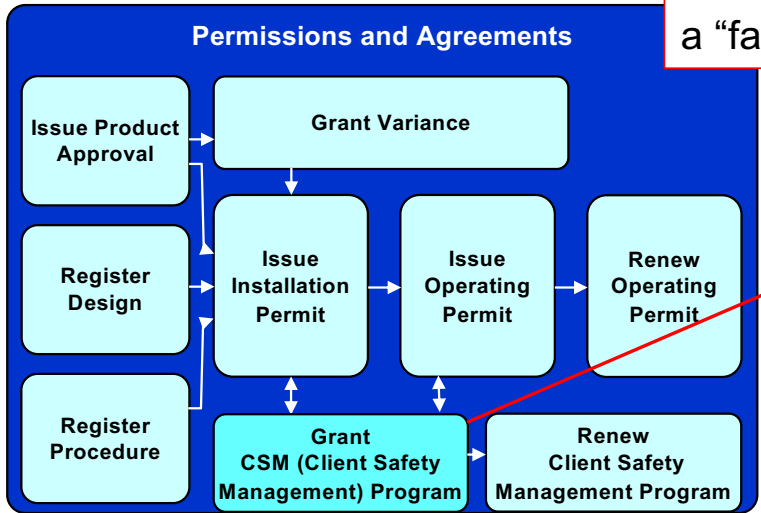 Permissions and Agreements
a “fa
Issue Product
Approval
Grant Variance
Register
Design
Issue
Installation
Permit
Issue
Operating
Permit
Renew
Operating
Permit
Register
Procedure
Grant
CSM (Client Safety
Management) Program
Renew
Client Safety
Management Program